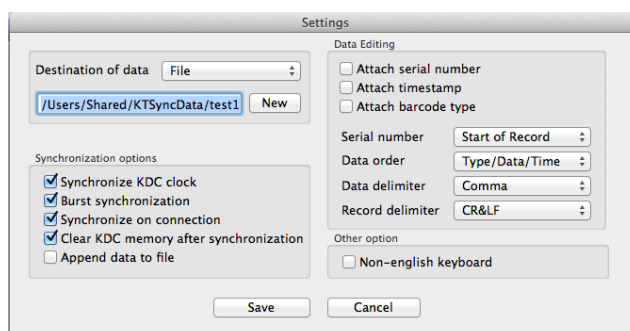 Settings
Destination of data File
/Users/Shared/KTSyncData/test1 New
Synchronization options
Synchronize KDC clock
Burst synchronization
Synchronize on connection
Clear KDC memory after synchronization
Append data to file
Data Editing
Attach serial number
Attach timestamp
Attach barcode type
Serial number Start of Record
Data order Type/Data/Time
Data delimiter Comma
Record delimiter CR&LF
Other option
Non-english keyboard
Save Cancel